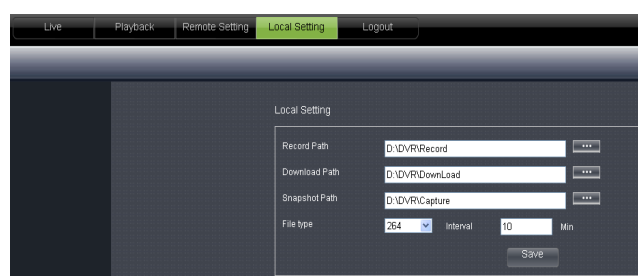 Live Playback Remote Setting Local Setting Logout
Local Setting
Record Path D:\DVR\Record ...
Download Path D:\DVR\DownLoad ...
Snapshot Path D:\DVR\Capture ...
File type 264 Interval 10 Min
Save